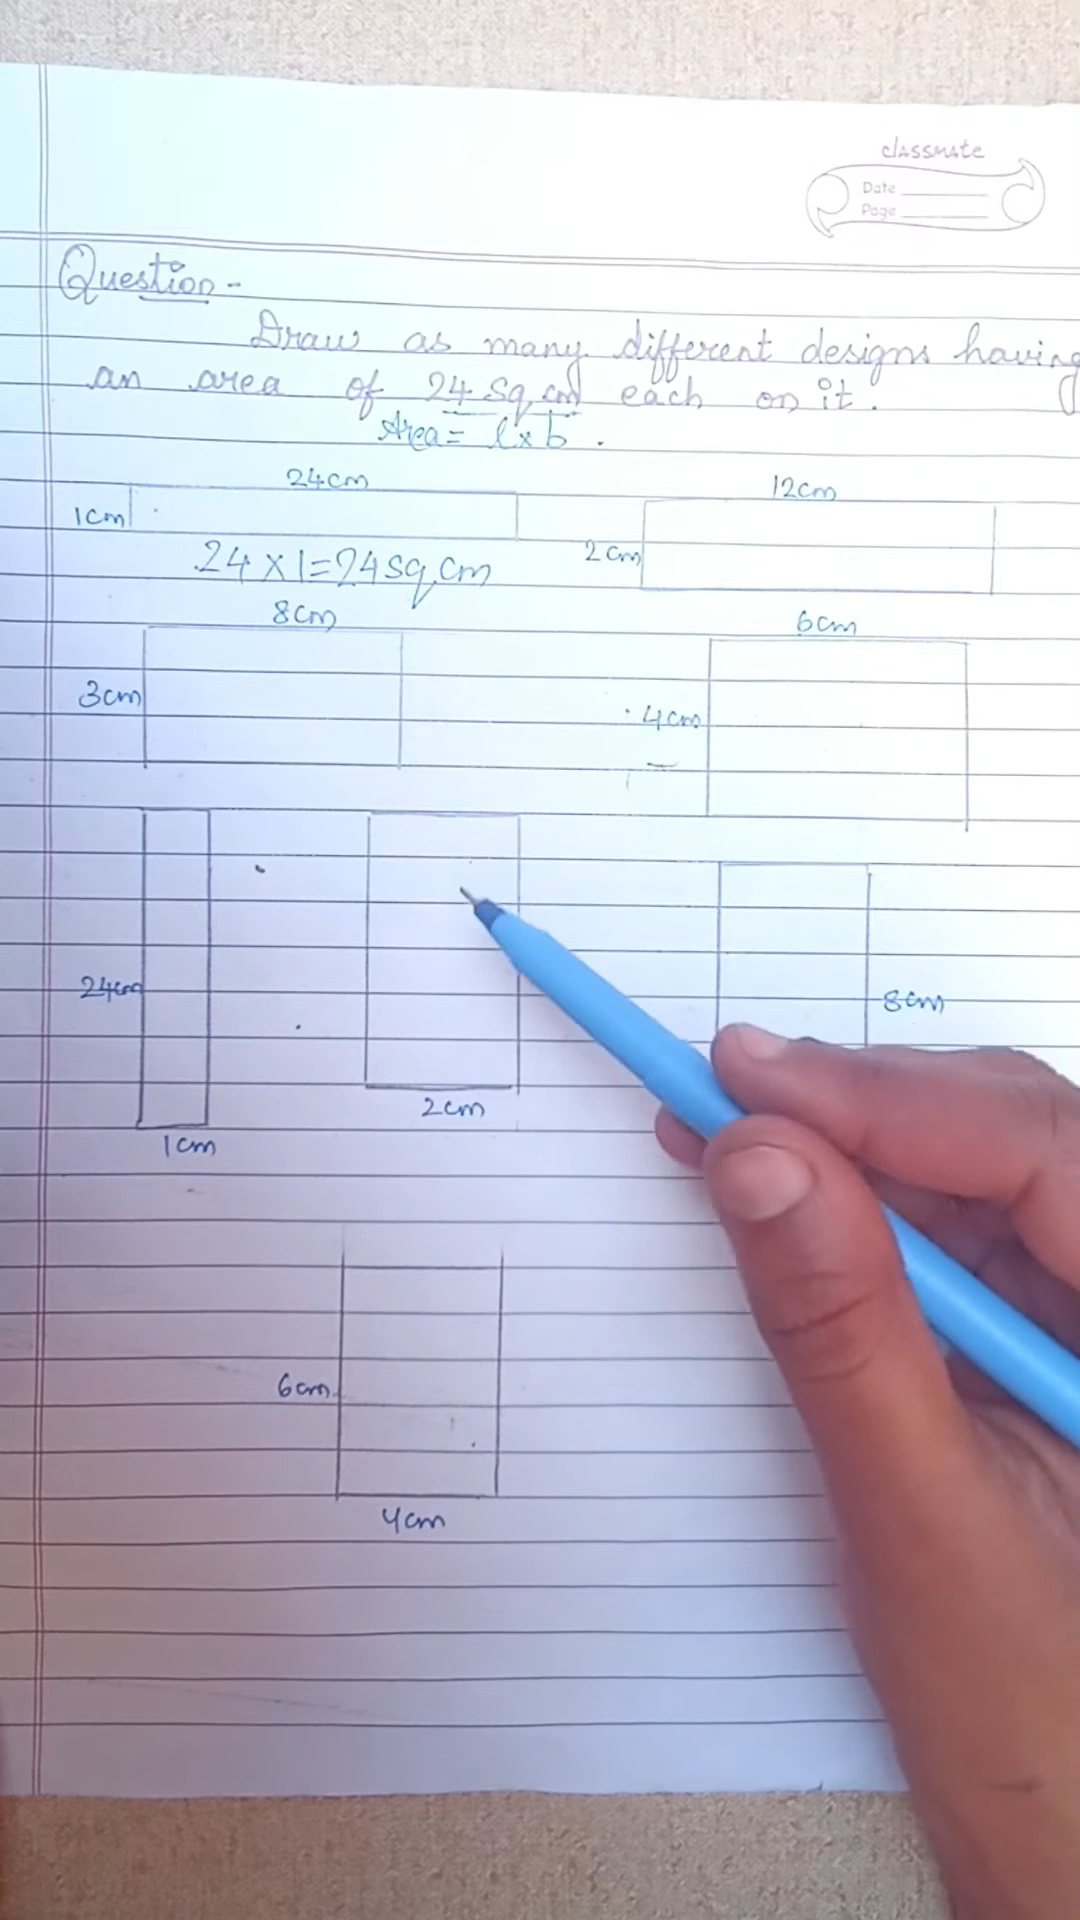 classmate
Date
Page
Question -
Draw as many different designs having
an area of 24 sq. cm each on it.
Area = l × b .
24cm
12cm
1cm
2cm
24 × 1 = 24 sq. cm
8cm
6cm
3cm
4cm
24cm
8cm
2cm
1cm
6cm
4cm